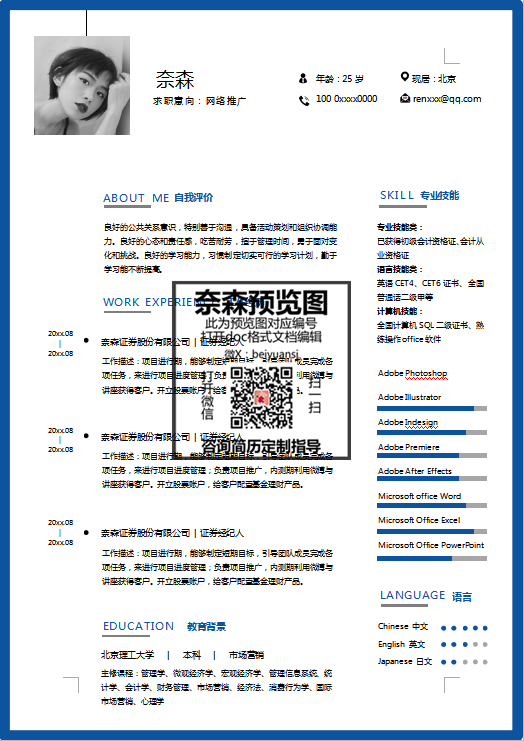 奈森
求职意向：网络推广
年龄：25 岁
现居：北京
100 0xxxx0000
renxxx@qq.com
ABOUT ME 自我评价
良好的公共关系意识，特别善于沟通，具备活动策划和组织协调能
力。良好的心态和责任感，吃苦耐劳，擅于管理时间，勇于面对变
化和挑战。良好的学习能力，习惯制定切实可行的学习计划，勤于
学习能不断提高。
WORK EXPERIENCE
20xx.08
20xx.08
奈森证券股份有限公司 | 证券经纪人
工作描述：项目进行期，能够制定短期目标，引导团队成员完成各
项任务，来进行项目进度管理；负
利用微博与
讲座获得客户。开立股票账户，给客
20xx.08
20xx.08
奈森证券股份有限公司 | 证券经纪人
工作描述：项目进行期，能够制定短期目标，引导团队成员完成各
项任务，来进行项目进度管理；负责项目推广，内测期利用微博与
讲座获得客户。开立股票账户，给客户配置基金理财产品。
20xx.08
20xx.08
奈森证券股份有限公司 | 证券经纪人
工作描述：项目进行期，能够制定短期目标，引导团队成员完成各
项任务，来进行项目进度管理；负责项目推广，内测期利用微博与
讲座获得客户。开立股票账户，给客户配置基金理财产品。
EDUCATION 教育背景
北京理工大学 | 本科 | 市场营销
主修课程：管理学、微观经济学、宏观经济学、管理信息系统、统
计学、会计学、财务管理、市场营销、经济法、消费行为学、国际
市场营销、心理学
SKILL 专业技能
专业技能类：
已获得初级会计资格证、会计从
业资格证
语言技能类：
英语 CET4、CET6 证书、全国
普通话二级甲等
计算机技能：
全国计算机 SQL 二级证书、熟
练操作 office 软件
Adobe Photoshop
Adobe Illustrator
Adobe Indesign
Adobe Premiere
Adobe After Effects
Microsoft office Word
Microsoft Office Excel
Microsoft Office PowerPoint
LANGUAGE 语言
Chinese 中文
English 英文
Japanese 日文
奈森预览图
此为预览图对应编号
打开doc格式文档编辑
微X：bejyuansi
打开微信
扫一扫
咨询简历定制指导